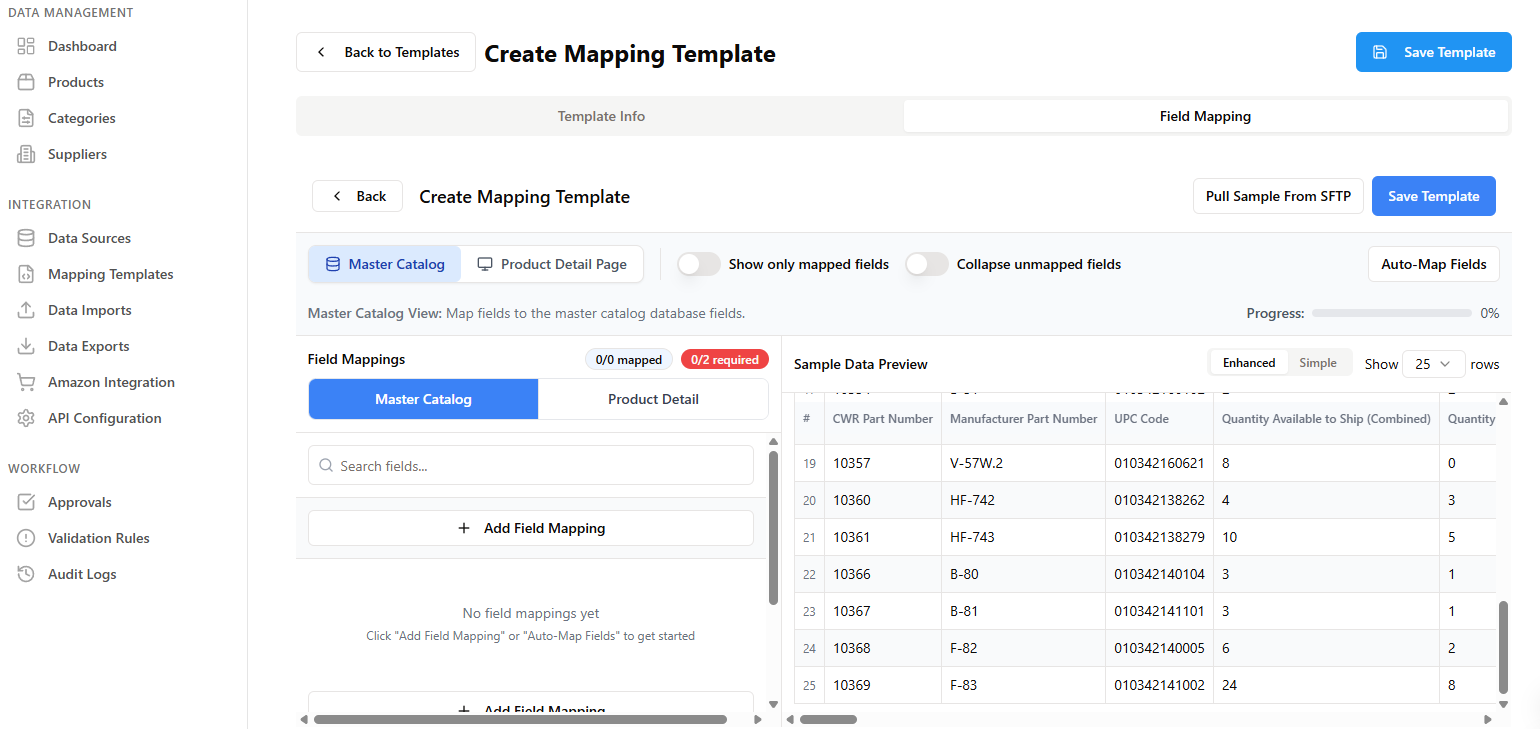 DATA MANAGEMENT
Dashboard
Products
Categories
Suppliers
INTEGRATION
Data Sources
Mapping Templates
Data Imports
Data Exports
Amazon Integration
API Configuration
WORKFLOW
Approvals
Validation Rules
Audit Logs
Back to Templates
Create Mapping Template
Save Template
Template Info
Field Mapping
Back
Create Mapping Template
Pull Sample From SFTP
Save Template
Master Catalog
Product Detail Page
Show only mapped fields
Collapse unmapped fields
Auto-Map Fields
Master Catalog View: Map fields to the master catalog database fields.
Progress: 0%
Field Mappings
0/0 mapped
0/2 required
Master Catalog
Product Detail
Search fields...
+ Add Field Mapping
No field mappings yet
Click "Add Field Mapping" or "Auto-Map Fields" to get started
+ Add Field Mapping
Sample Data Preview
Enhanced
Simple
Show 25 rows
# CWR Part Number Manufacturer Part Number UPC Code Quantity Available to Ship (Combined) Quantity
19 10357 V-57W.2 010342160621 8 0
20 10360 HF-742 010342138262 4 3
21 10361 HF-743 010342138279 10 5
22 10366 B-80 010342140104 3 1
23 10367 B-81 010342141101 3 1
24 10368 F-82 010342140005 6 2
25 10369 F-83 010342141002 24 8